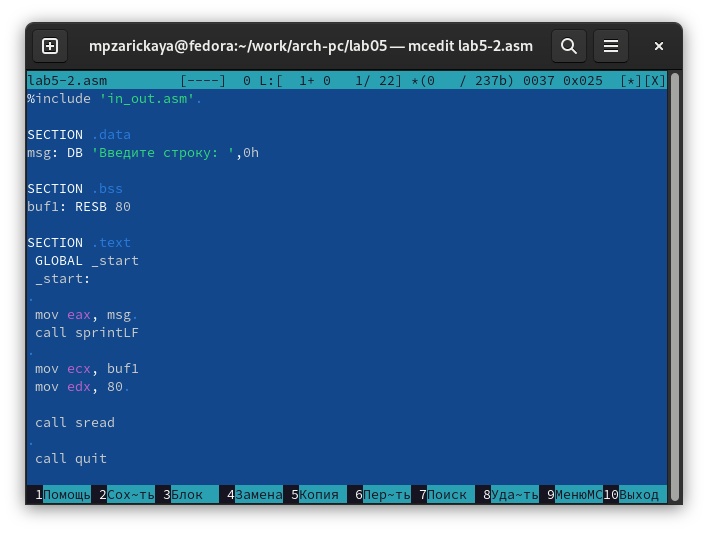 mpzarickaya@fedora:~/work/arch-pc/lab05 — mcedit lab5-2.asm
lab5-2.asm         [----]  0 L:[  1+ 0   1/ 22] *(0   / 237b) 0037 0x025  [*][X]
%include 'in_out.asm'.

SECTION .data
msg: DB 'Введите строку: ',0h

SECTION .bss
buf1: RESB 80

SECTION .text
 GLOBAL _start
 _start:
.
 mov eax, msg.
 call sprintLF
.
 mov ecx, buf1
 mov edx, 80.

 call sread
.
 call quit

 1Помощь 2Сох~ть 3Блок   4Замена 5Копия  6Пер~ть 7Поиск  8Уда~ть 9МенюMC10Выход